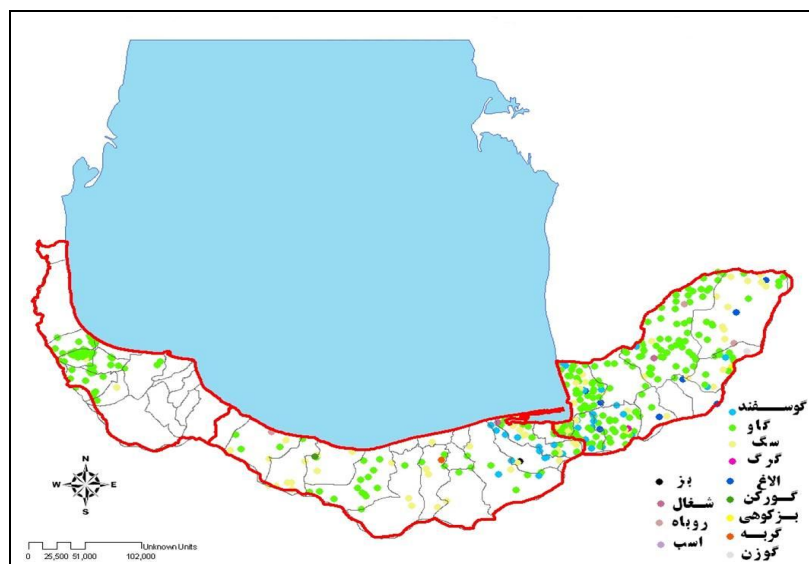 گوسفند
گاو
سگ
گرگ
الاغ
گورکن
بزکوهی
گربه
گوزن
بز
شغال
روباه
اسب
N
W E
S
Unknown Units
0 25,500 51,000 102,000